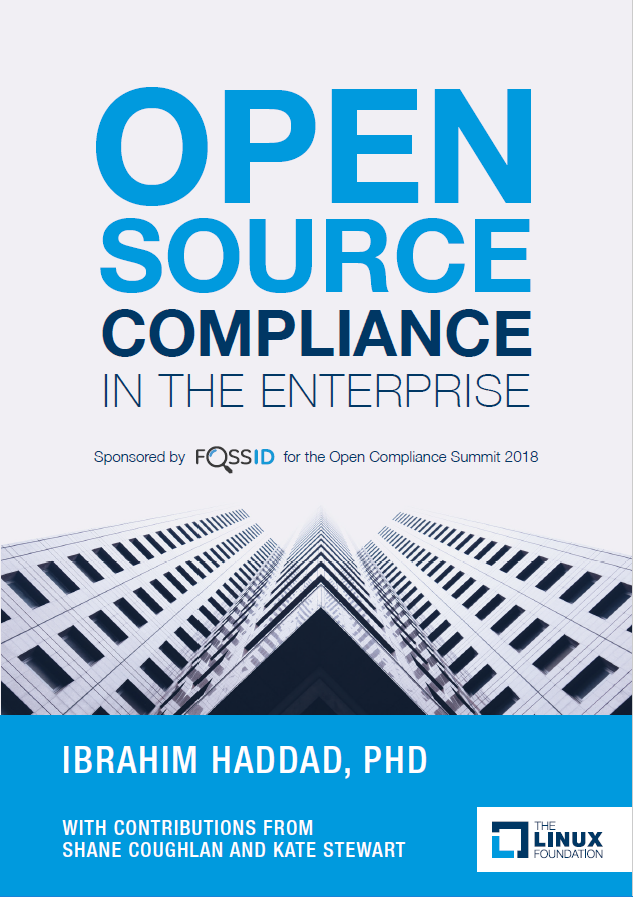 OPEN
SOURCE
COMPLIANCE
IN THE ENTERPRISE
Sponsored by FOSSID for the Open Compliance Summit 2018
IBRAHIM HADDAD, PHD
WITH CONTRIBUTIONS FROM
SHANE COUGHLAN AND KATE STEWART
THE
LINUX
FOUNDATION